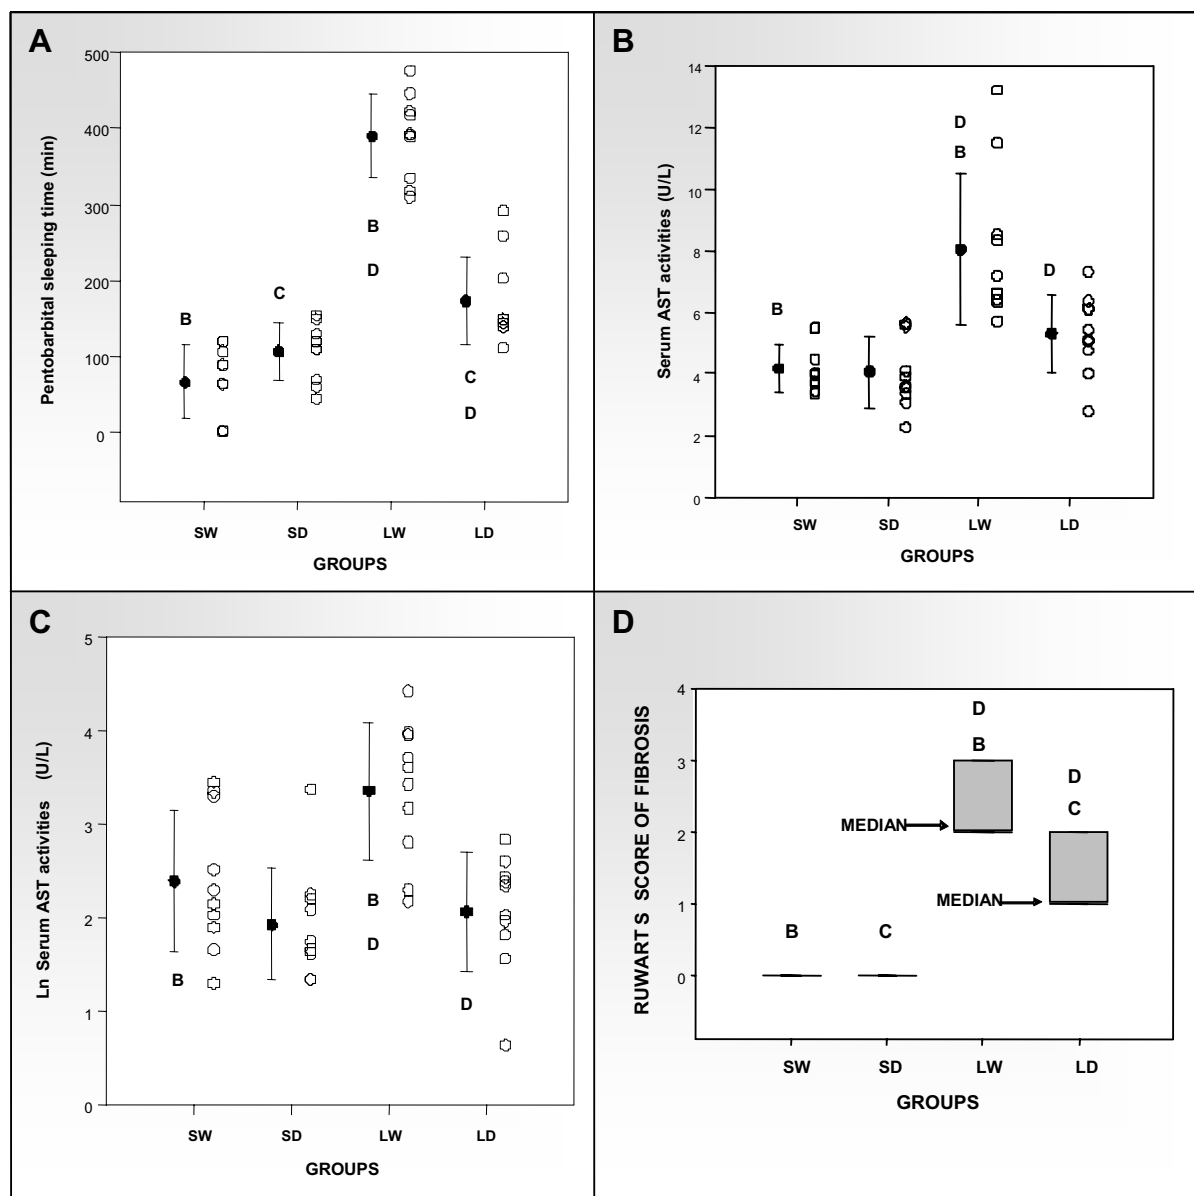 A
500
400
300
200
100
0
Pentobarbital sleeping time (min)
B
C
B
D
C
D
SW SD LW LD
GROUPS
B
14
12
10
8
6
4
2
0
Serum AST activities (U/L)
B
D
B
D
SW SD LW LD
GROUPS
C
5
4
3
2
1
0
Ln Serum AST activities (U/L)
B
B
D
D
SW SD LW LD
GROUPS
D
4
3
2
1
0
RUWART S SCORE OF FIBROSIS
D
B
D
C
MEDIAN
MEDIAN
B C
SW SD LW LD
GROUPS